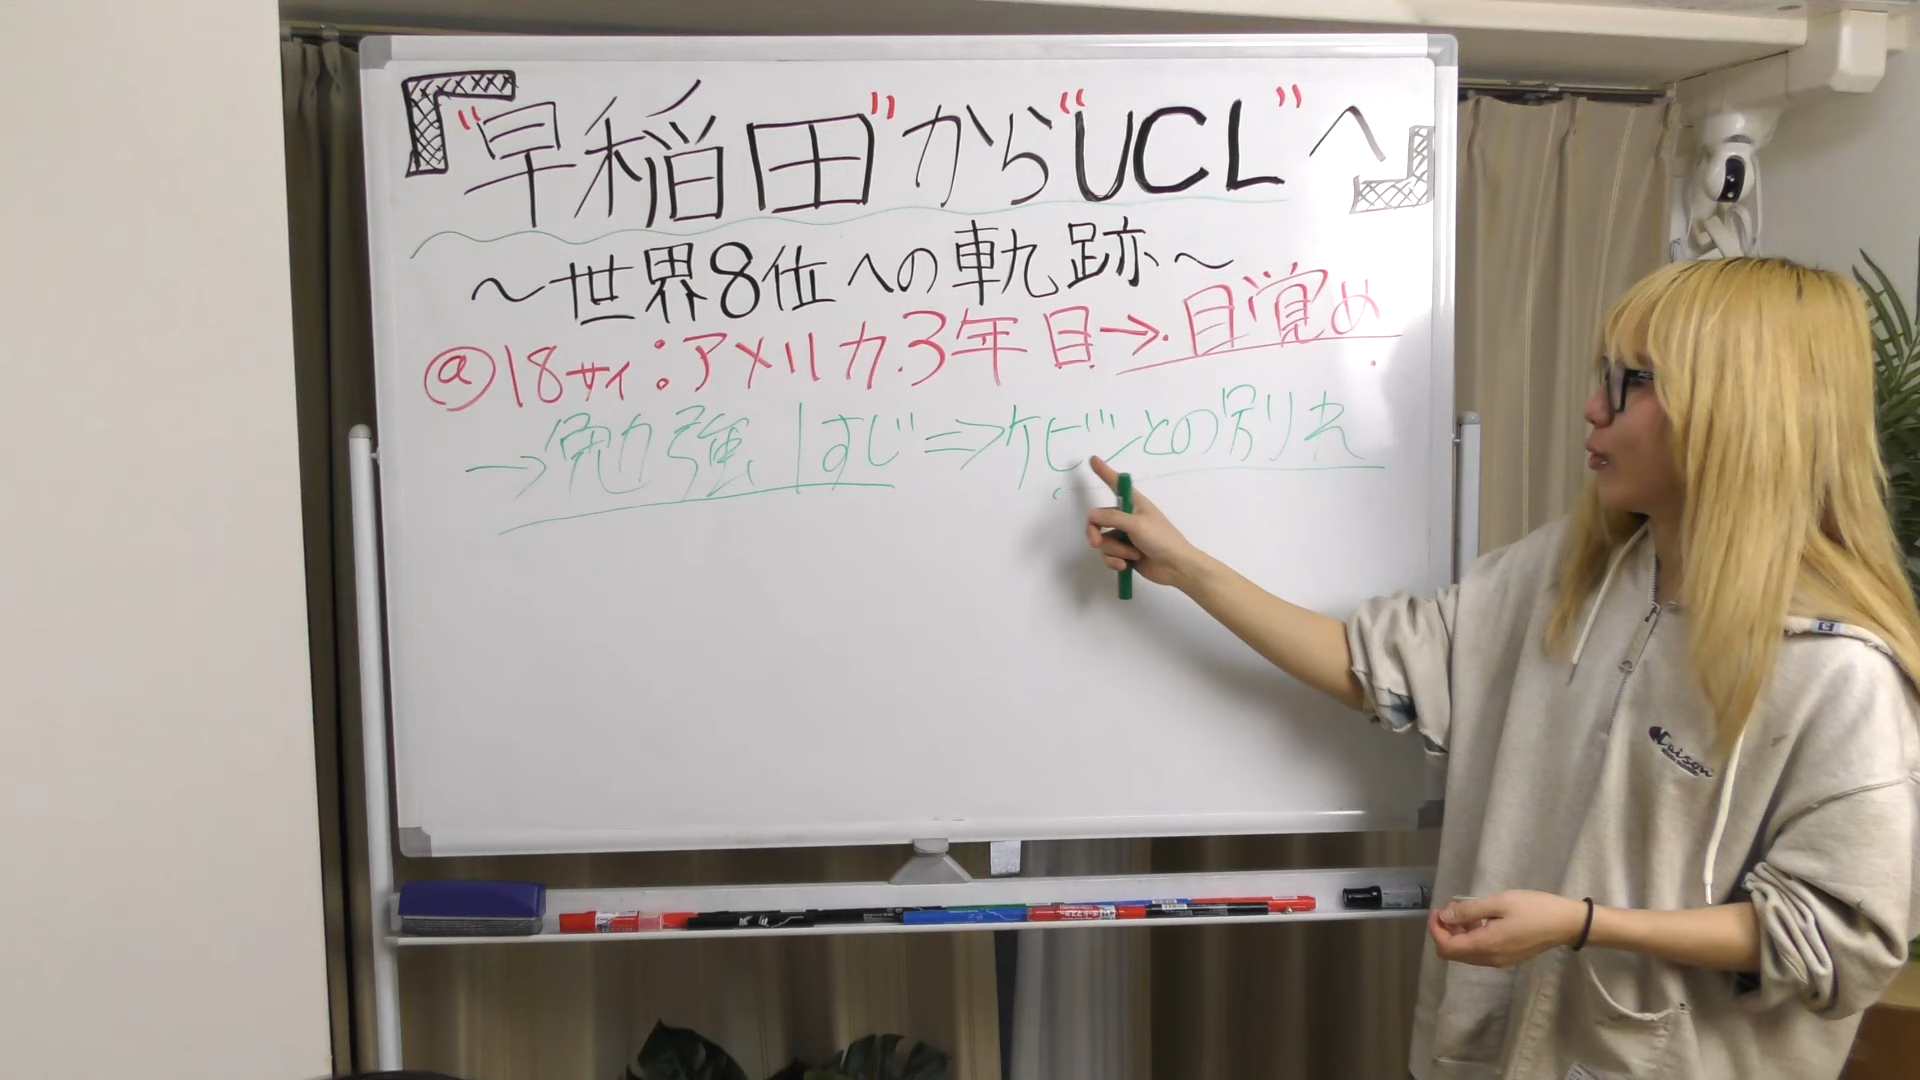 『“早稲田”から“UCL”へ』
～世界8位への軌跡～
@18サイ:アメリカ3年目→目覚め
→勉強1すじ⇒ケビンとの別れ